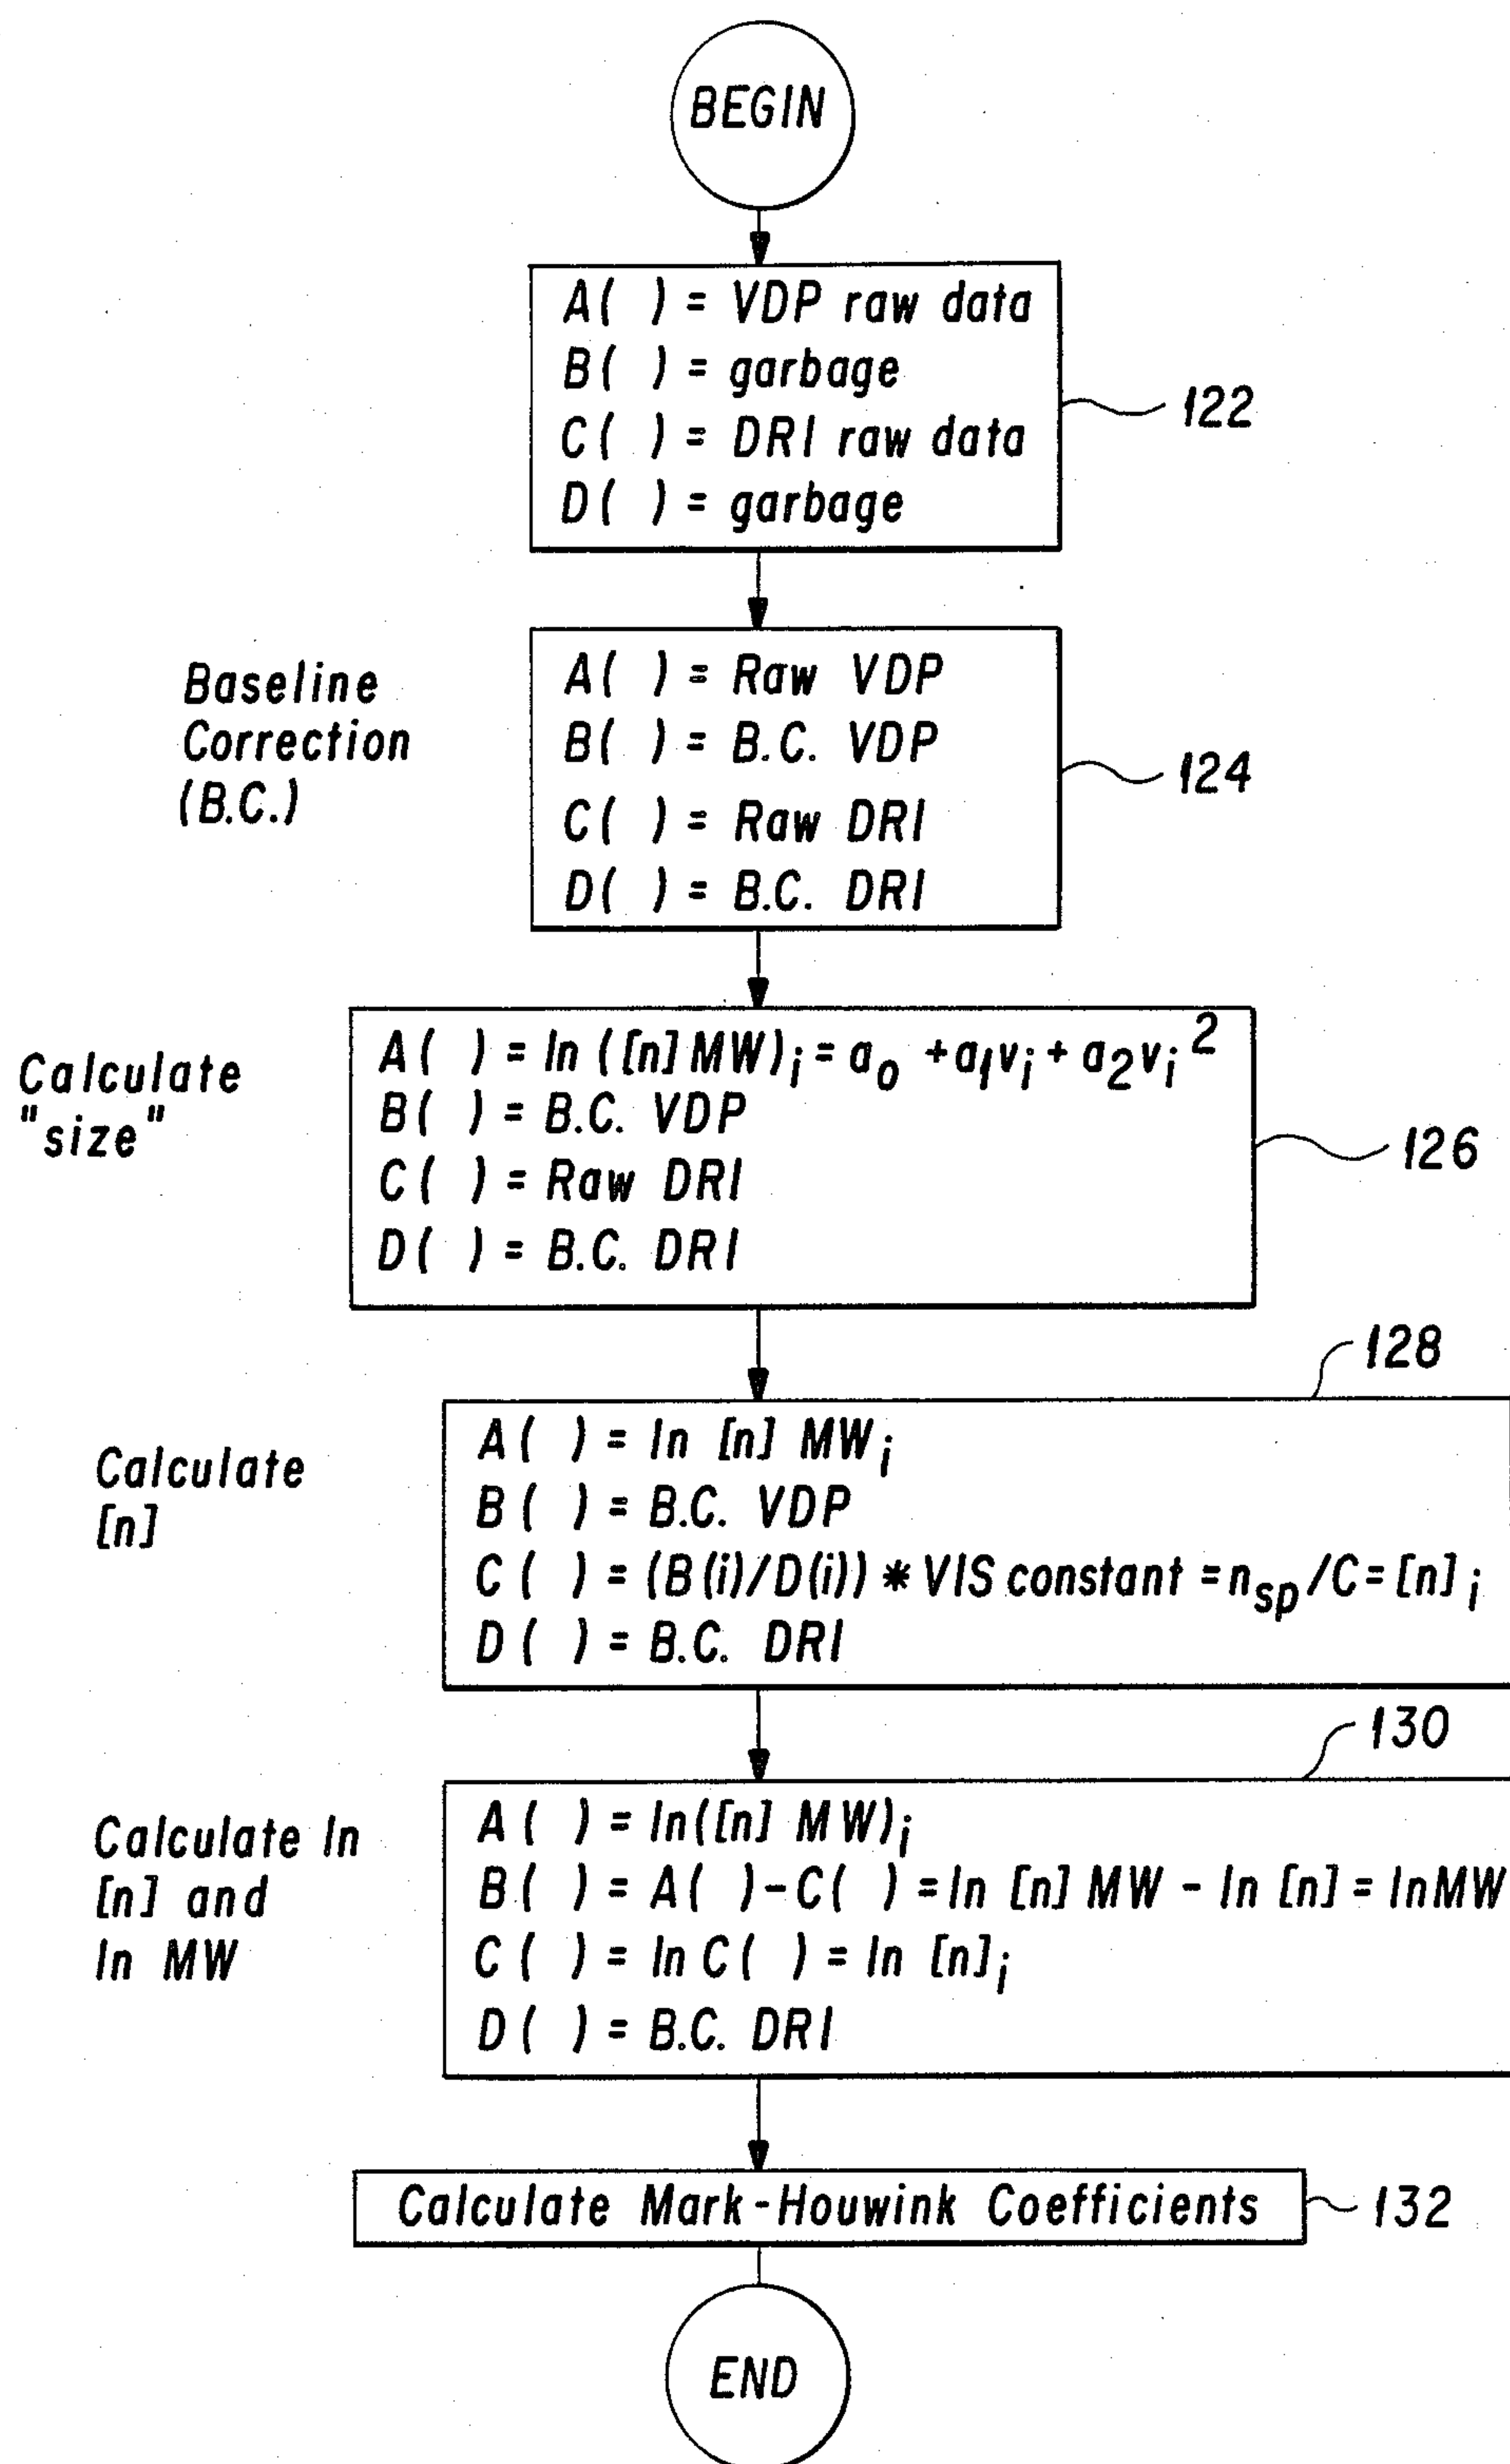 BEGIN
A( ) = VDP raw data
B( ) = garbage
C( ) = DRI raw data
D( ) = garbage
122
Baseline
Correction
(B.C.)
A( ) = Raw VDP
B( ) = B.C. VDP
C( ) = Raw DRI
D( ) = B.C. DRI
124
Calculate
"size"
A( ) = ln ([n] MW)i = a0 + a1vi + a2vi2
B( ) = B.C. VDP
C( ) = Raw DRI
D( ) = B.C. DRI
126
128
Calculate
[n]
A( ) = ln [n] MWi
B( ) = B.C. VDP
C( ) = (B(i)/D(i)) * VIS constant = nsp/C = [n]i
D( ) = B.C. DRI
130
Calculate ln
[n] and
ln MW
A( ) = ln([n] MW)i
B( ) = A( ) - C( ) = ln [n] MW - ln [n] = lnMW
C( ) = ln C( ) = ln [n]i
D( ) = B.C. DRI
Calculate Mark-Houwink Coefficients
132
END